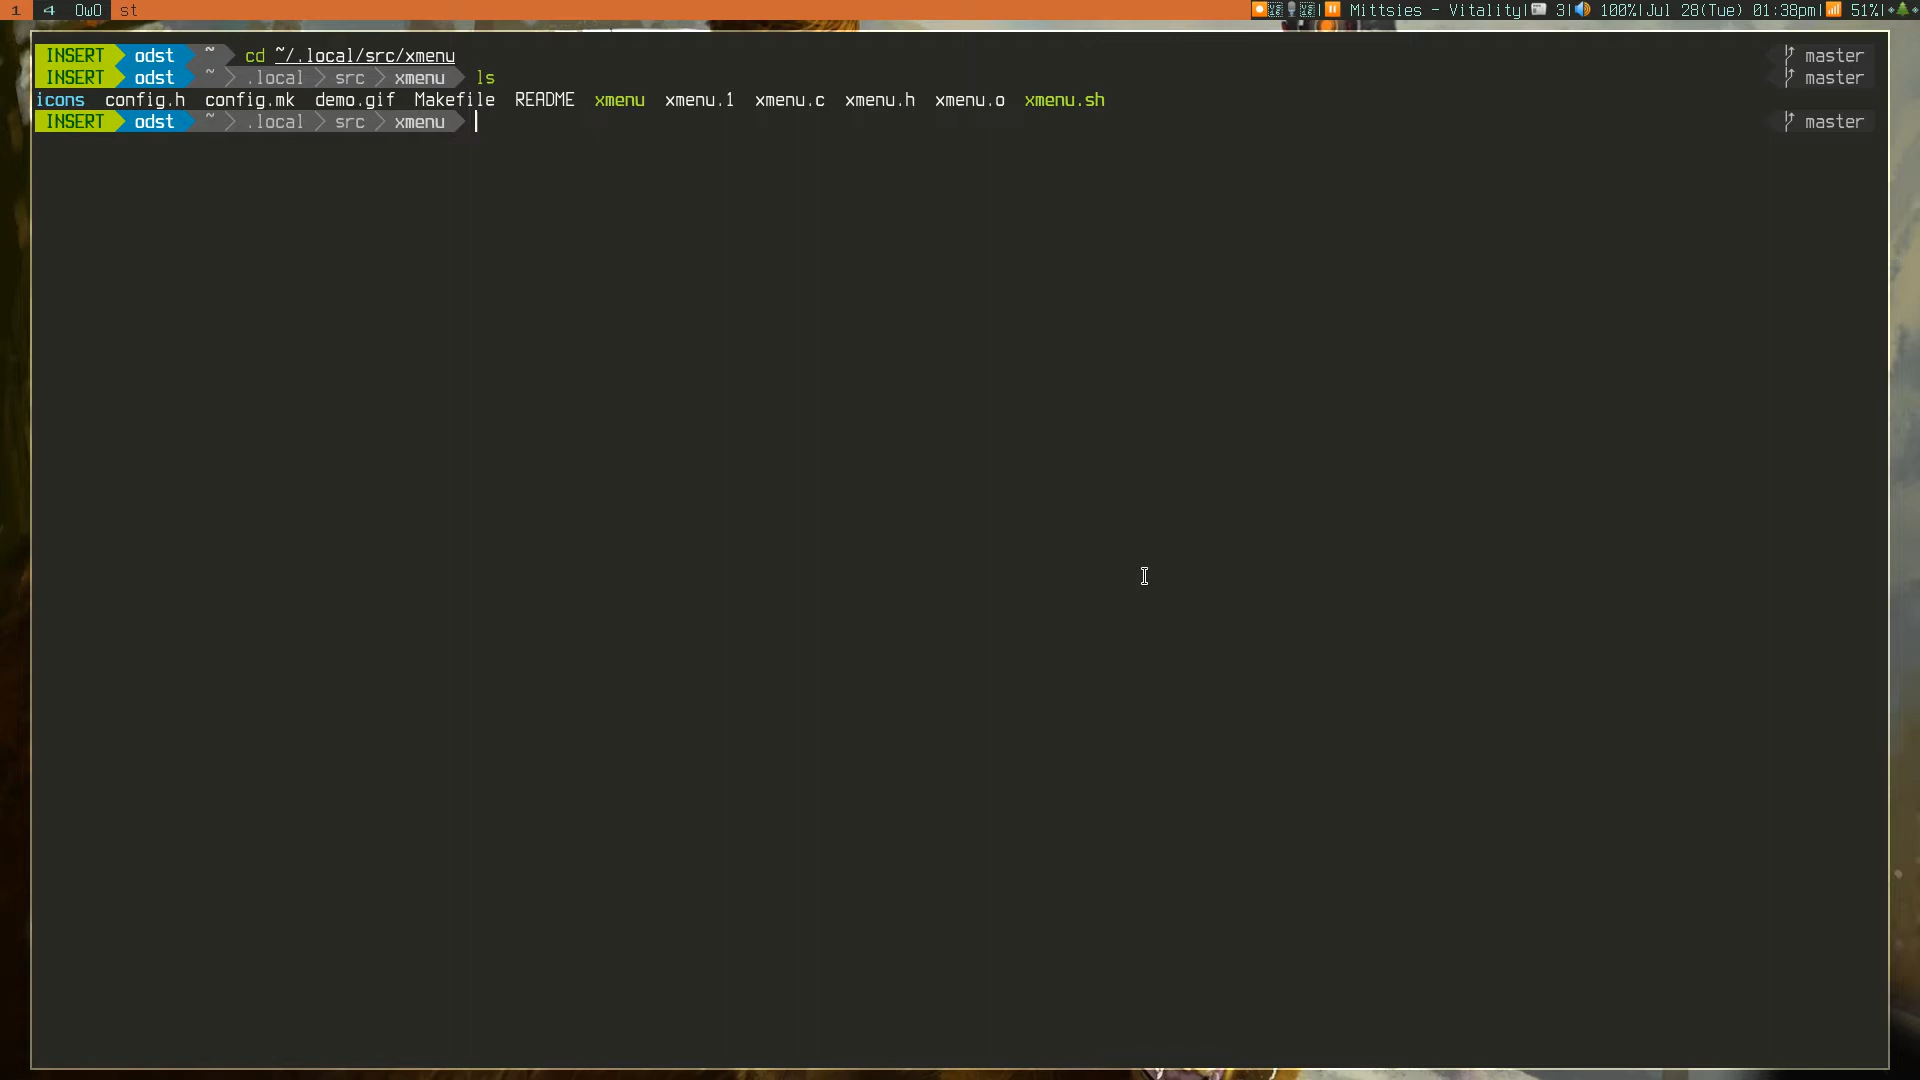 1 4 OwO st Mittsies - Vitality| 3| 100%|Jul 28(Tue) 01:38pm| 51%|
INSERT odst ~ cd ~/.local/src/xmenu master
INSERT odst ~ .local src xmenu ls master
icons config.h config.mk demo.gif Makefile README xmenu xmenu.1 xmenu.c xmenu.h xmenu.o xmenu.sh
INSERT odst ~ .local src xmenu master